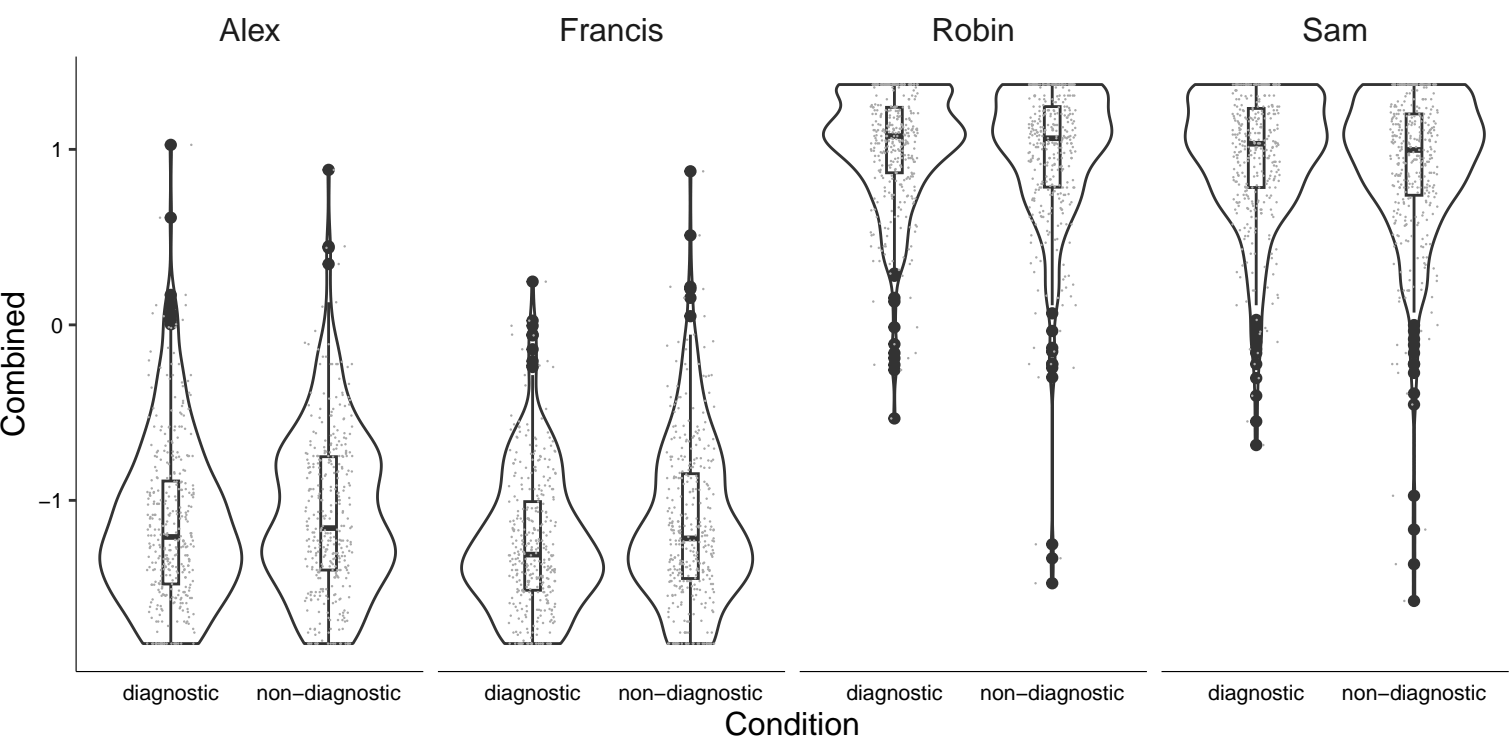 Alex Francis Robin Sam
1
0
−1
Combined
diagnostic non−diagnostic diagnostic non−diagnostic diagnostic non−diagnostic diagnostic non−diagnostic
Condition